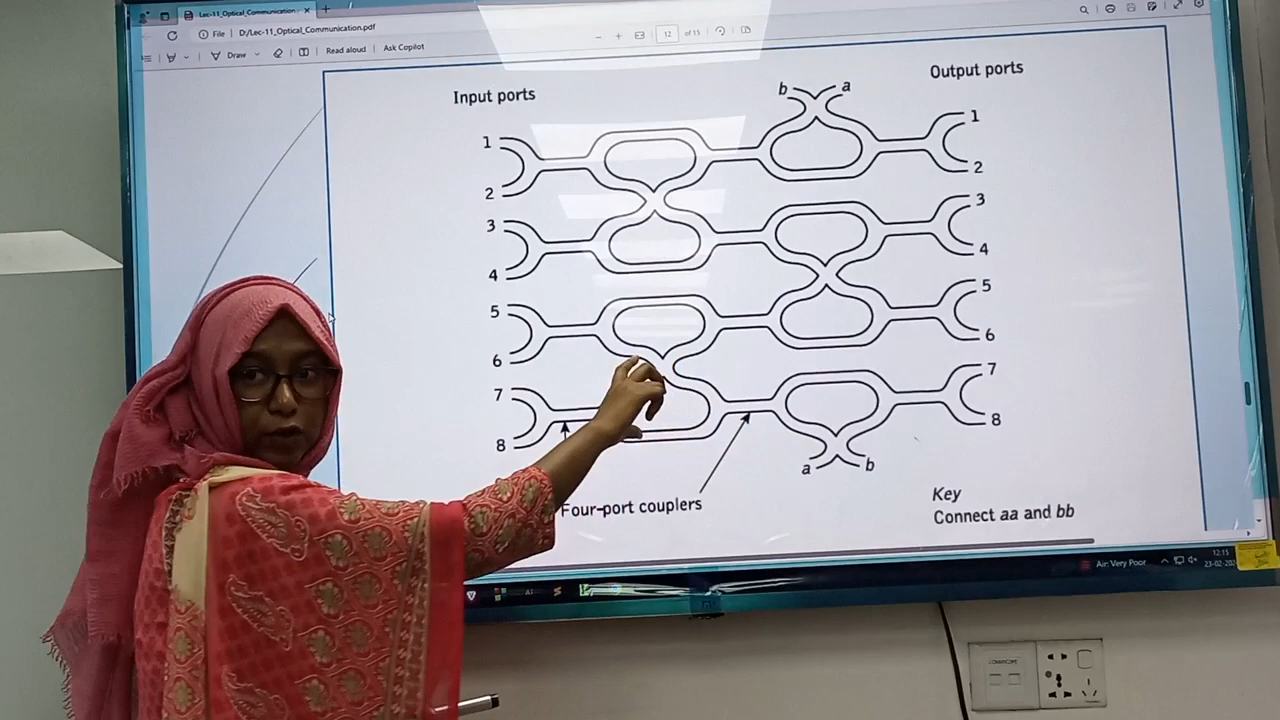 Lec-11_Optical_Communication.p
File D:/Lec-11_Optical_Communication.pdf
12 of 15
Draw Read aloud Ask Copilot
Input ports
Output ports
b a
1
2
3
4
5
6
7
8
1
2
3
4
5
6
7
8
a b
Four-port couplers
Key
Connect aa and bb
Air: Very Poor
12:15